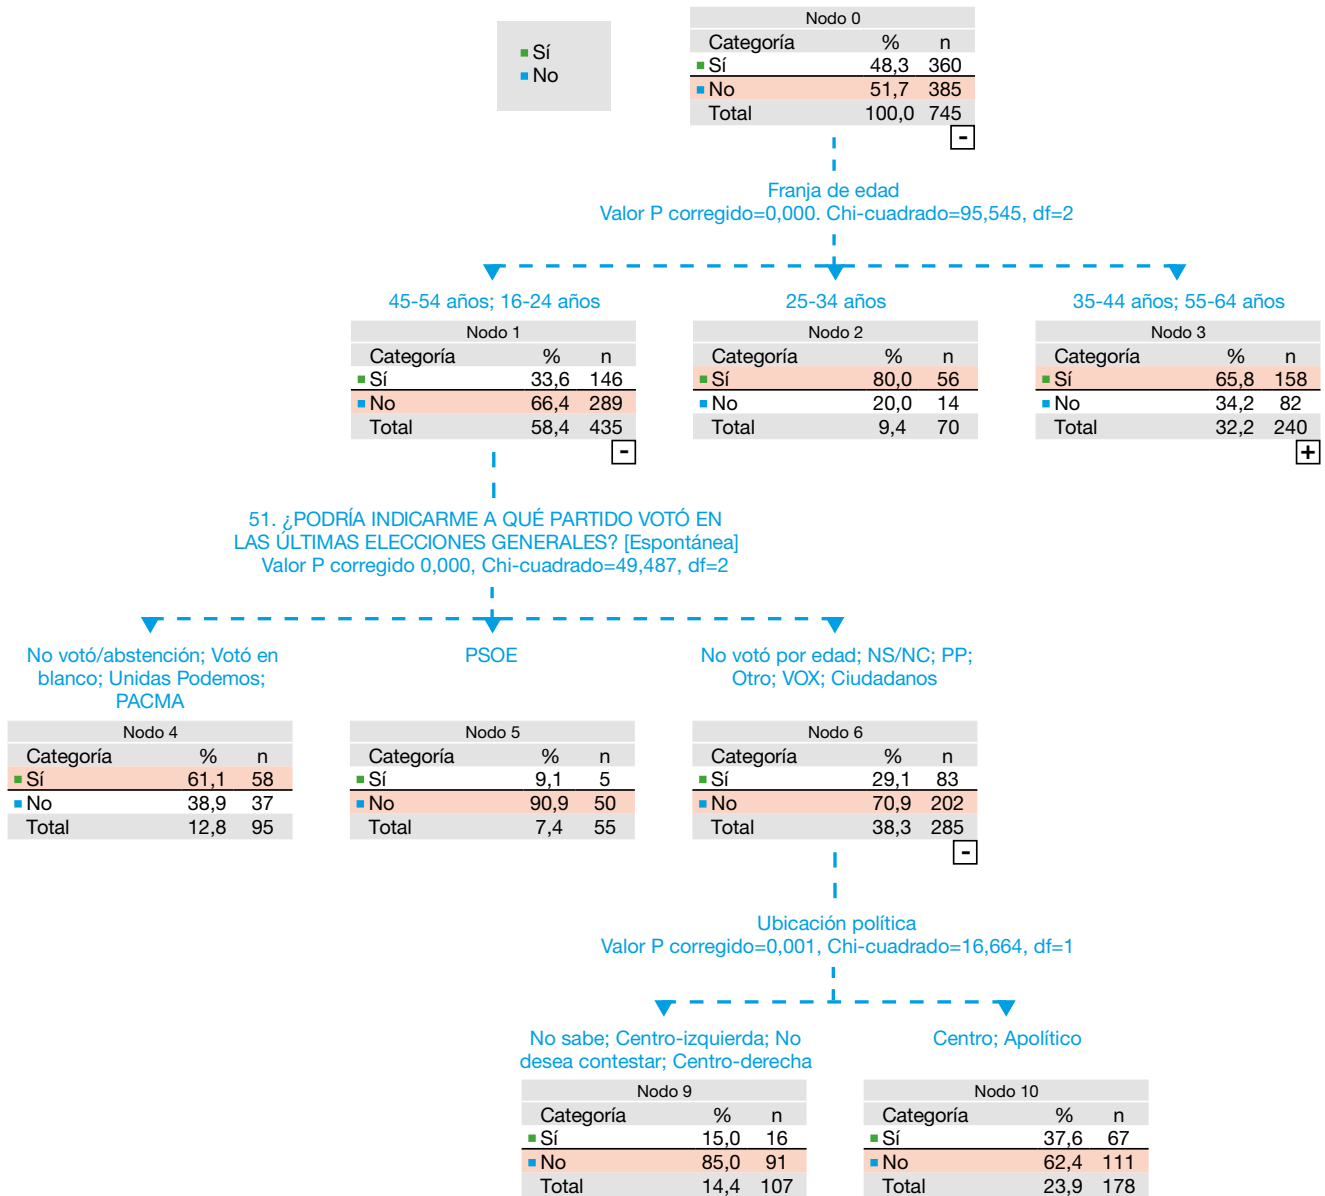 Sí
No
Nodo 0
Categoría % n
Sí 48,3 360
No 51,7 385
Total 100,0 745
-
Franja de edad
Valor P corregido=0,000. Chi-cuadrado=95,545, df=2
45-54 años; 16-24 años
Nodo 1
Categoría % n
Sí 33,6 146
No 66,4 289
Total 58,4 435
-
25-34 años
Nodo 2
Categoría % n
Sí 80,0 56
No 20,0 14
Total 9,4 70
35-44 años; 55-64 años
Nodo 3
Categoría % n
Sí 65,8 158
No 34,2 82
Total 32,2 240
+
51. ¿PODRÍA INDICARME A QUÉ PARTIDO VOTÓ EN
LAS ÚLTIMAS ELECCIONES GENERALES? [Espontánea]
Valor P corregido 0,000, Chi-cuadrado=49,487, df=2
No votó/abstención; Votó en
blanco; Unidas Podemos;
PACMA
Nodo 4
Categoría % n
Sí 61,1 58
No 38,9 37
Total 12,8 95
PSOE
Nodo 5
Categoría % n
Sí 9,1 5
No 90,9 50
Total 7,4 55
No votó por edad; NS/NC; PP;
Otro; VOX; Ciudadanos
Nodo 6
Categoría % n
Sí 29,1 83
No 70,9 202
Total 38,3 285
-
Ubicación política
Valor P corregido=0,001, Chi-cuadrado=16,664, df=1
No sabe; Centro-izquierda; No
desea contestar; Centro-derecha
Nodo 9
Categoría % n
Sí 15,0 16
No 85,0 91
Total 14,4 107
Centro; Apolítico
Nodo 10
Categoría % n
Sí 37,6 67
No 62,4 111
Total 23,9 178